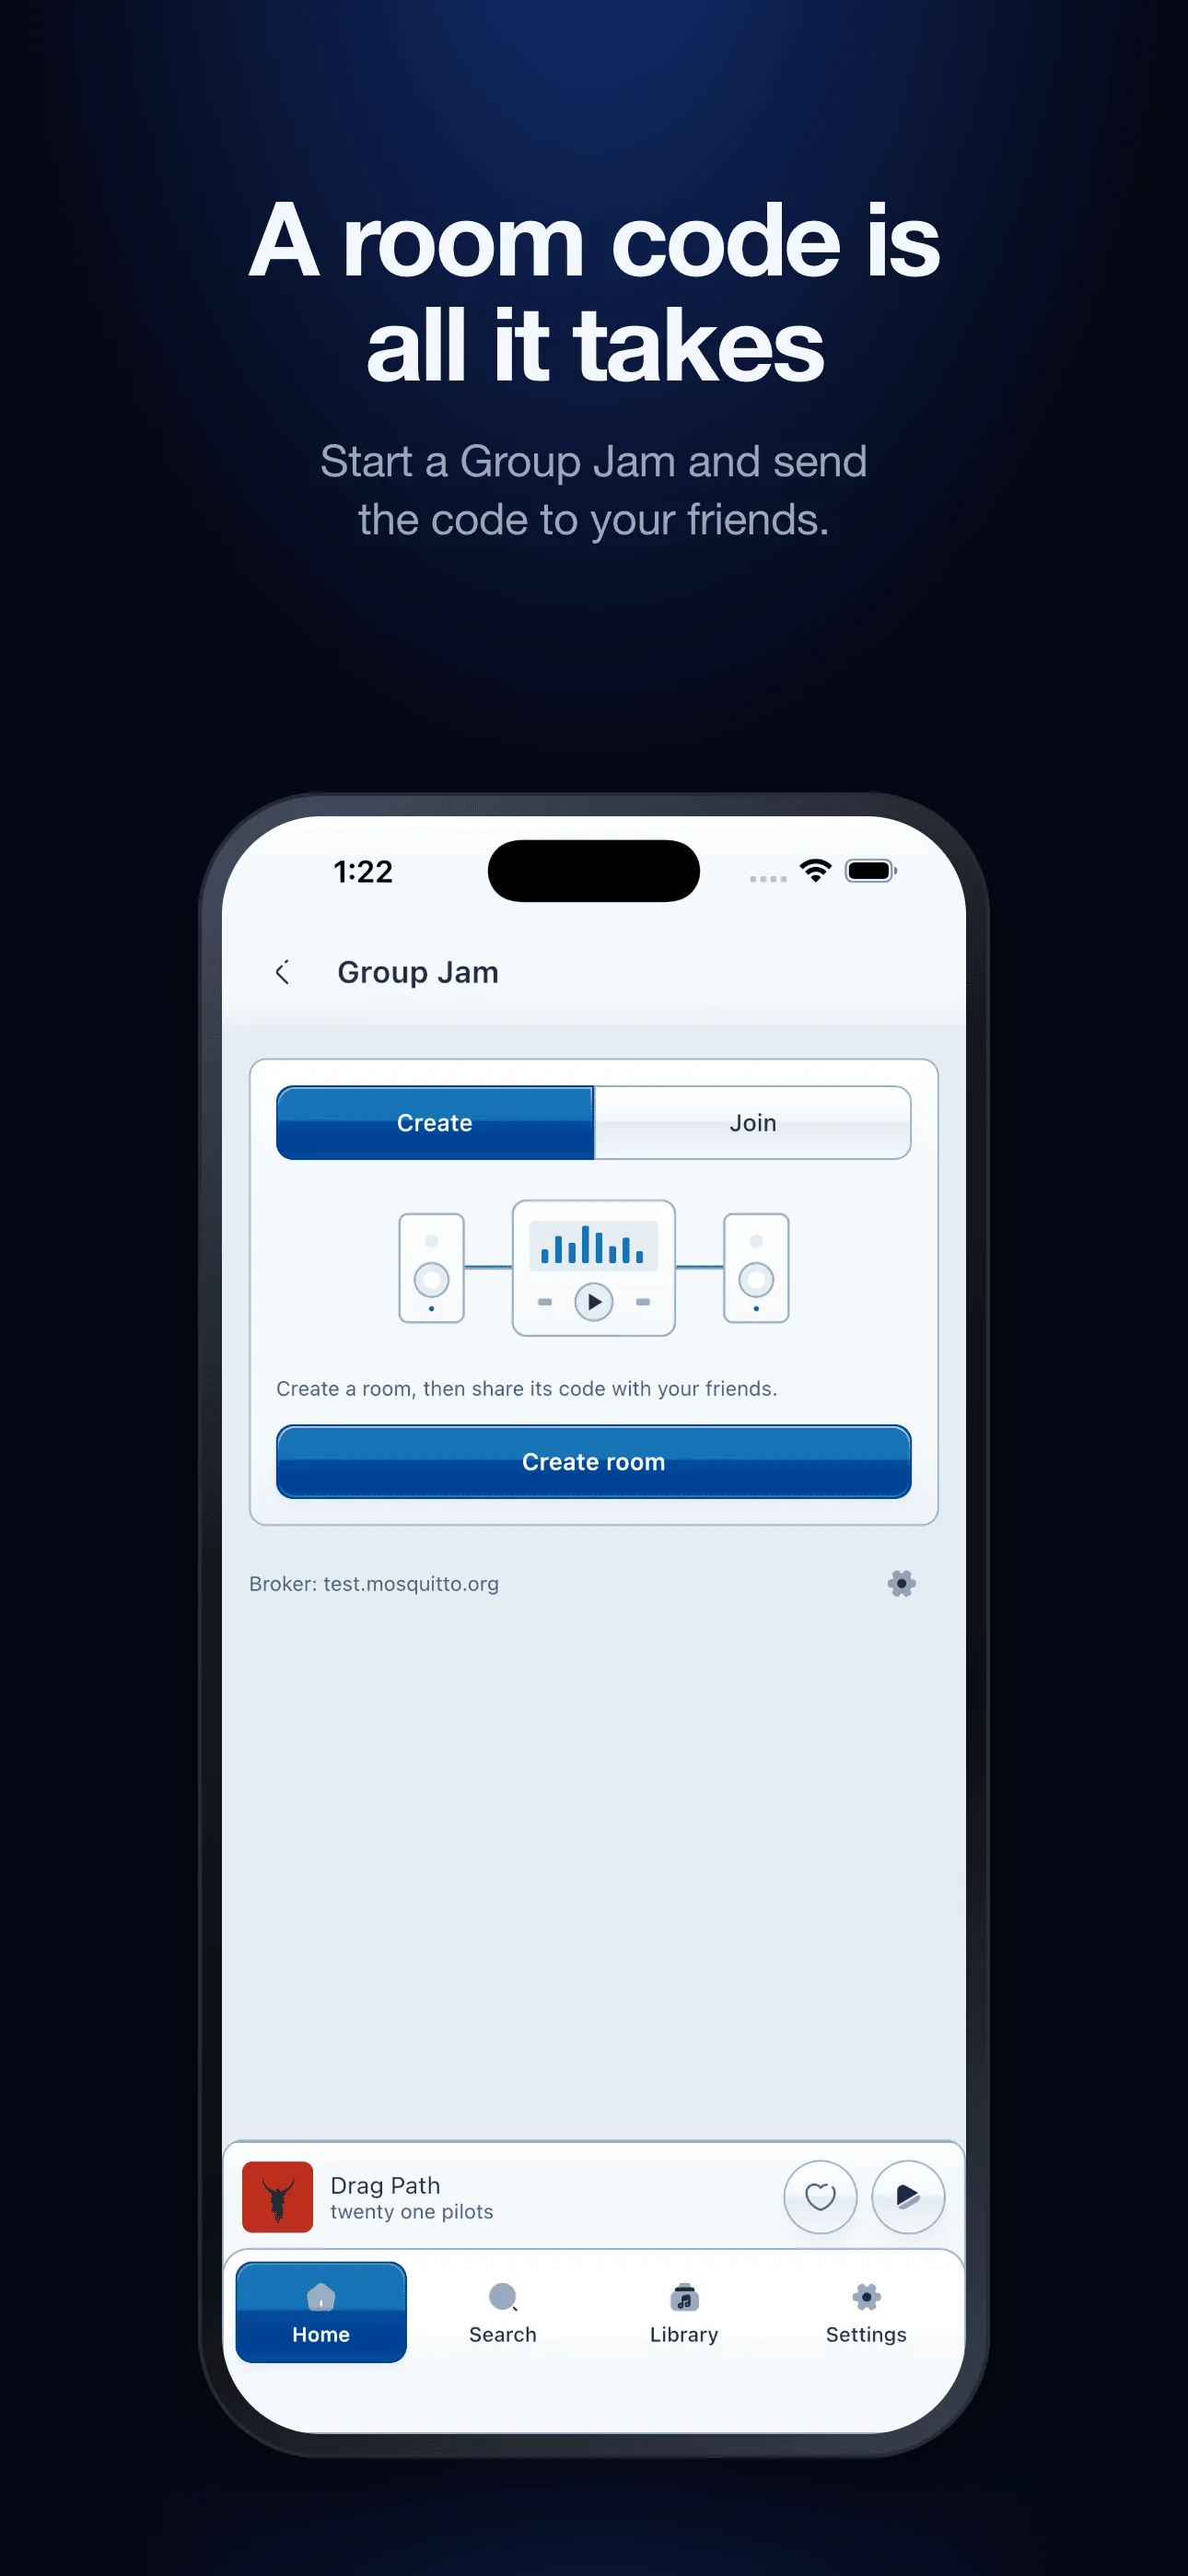 A room code is
all it takes
Start a Group Jam and send
the code to your friends.
1:22
Group Jam
Create
Join
Create a room, then share its code with your friends.
Create room
Broker: test.mosquitto.org
Drag Path
twenty one pilots
Home
Search
Library
Settings